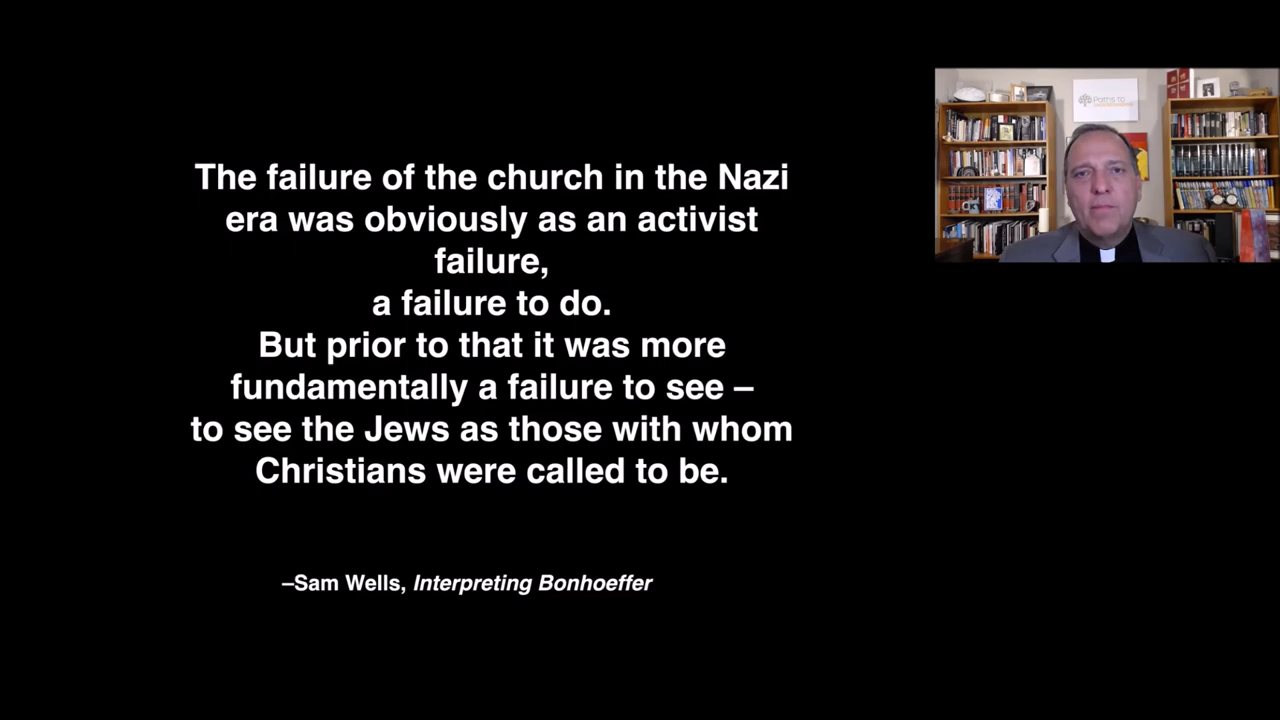 The failure of the church in the Nazi
era was obviously as an activist
failure,
a failure to do.
But prior to that it was more
fundamentally a failure to see –
to see the Jews as those with whom
Christians were called to be.
–Sam Wells, Interpreting Bonhoeffer
Paths to